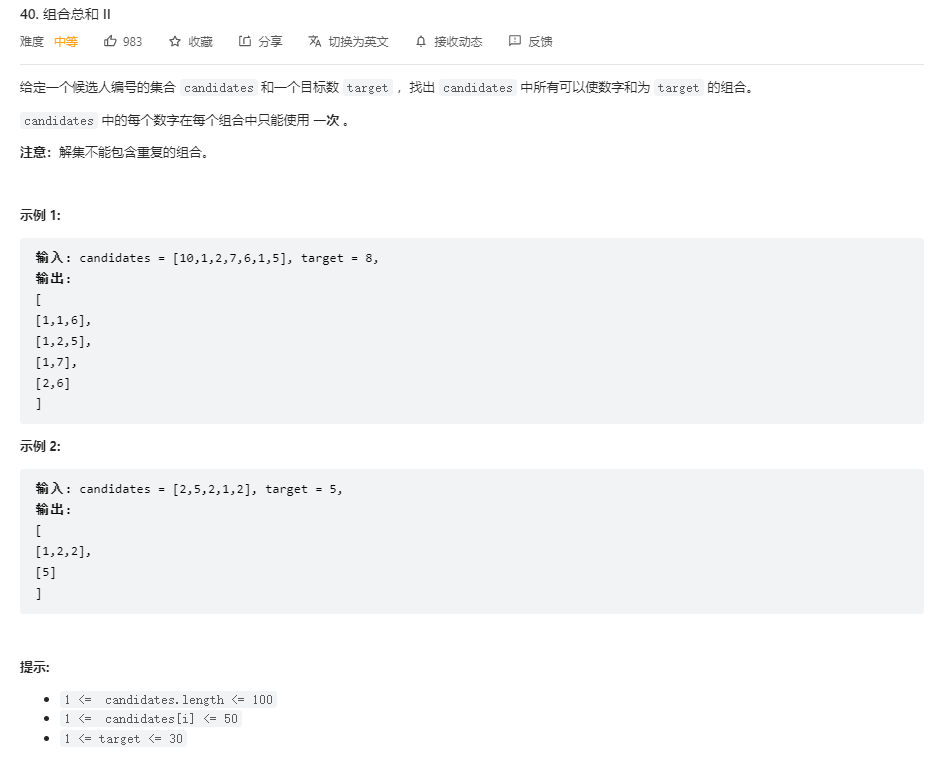 40. 组合总和 II
难度 中等 983 收藏 分享 切换为英文 接收动态 反馈
给定一个候选人编号的集合 candidates 和一个目标数 target ，找出 candidates 中所有可以使数字和为 target 的组合。
candidates 中的每个数字在每个组合中只能使用 一次 。
注意：解集不能包含重复的组合。
示例 1:
输入: candidates = [10,1,2,7,6,1,5], target = 8,
输出:
[
[1,1,6],
[1,2,5],
[1,7],
[2,6]
]
示例 2:
输入: candidates = [2,5,2,1,2], target = 5,
输出:
[
[1,2,2],
[5]
]
提示:
1 <= candidates.length <= 100
1 <= candidates[i] <= 50
1 <= target <= 30